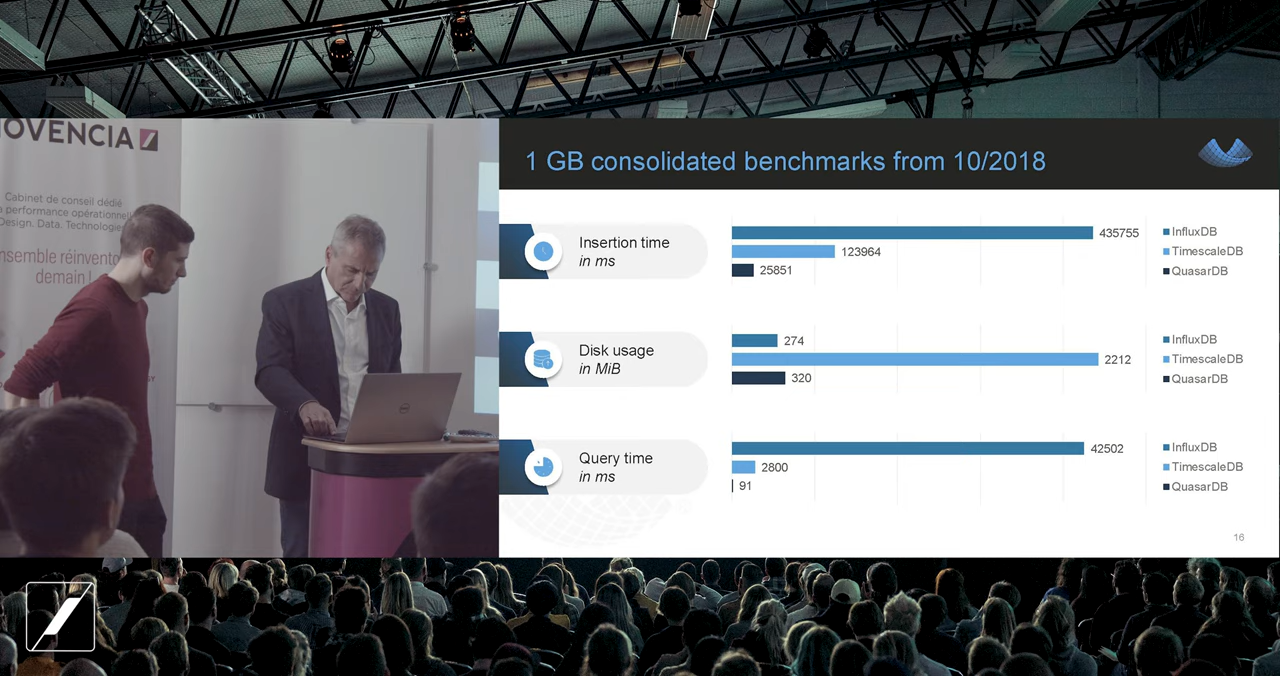 OVENCIA
Cabinet de conseil dédié
a performance opérationnel
Design. Data. Technologie
nsemble réinvento
demain !
1 GB consolidated benchmarks from 10/2018
Insertion time
in ms
435755
123964
25851
InfluxDB
TimescaleDB
QuasarDB
Disk usage
in MiB
274
2212
320
InfluxDB
TimescaleDB
QuasarDB
Query time
in ms
42502
2800
91
InfluxDB
TimescaleDB
QuasarDB
16
DELL